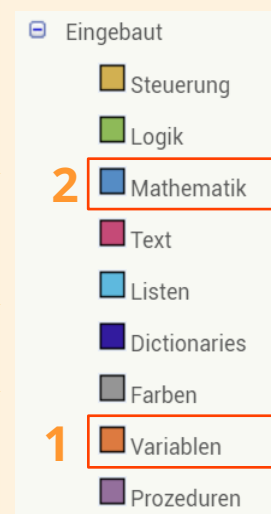 Eingebaut
Steuerung
Logik
2 Mathematik
Text
Listen
Dictionaries
Farben
1 Variablen
Prozeduren